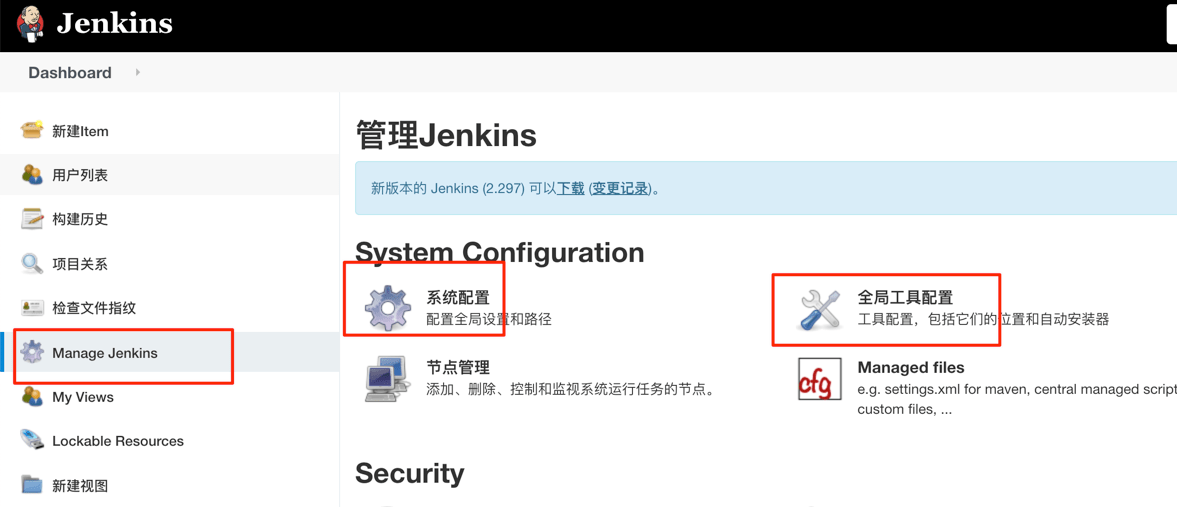 Jenkins
Dashboard
新建Item
用户列表
构建历史
项目关系
检查文件指纹
Manage Jenkins
My Views
Lockable Resources
新建视图
管理Jenkins
新版本的 Jenkins (2.297) 可以下载 (变更记录)。
System Configuration
系统配置
配置全局设置和路径
全局工具配置
工具配置，包括它们的位置和自动安装器
节点管理
添加、删除、控制和监视系统运行任务的节点。
cfg
Managed files
e.g. settings.xml for maven, central managed script
custom files, ...
Security